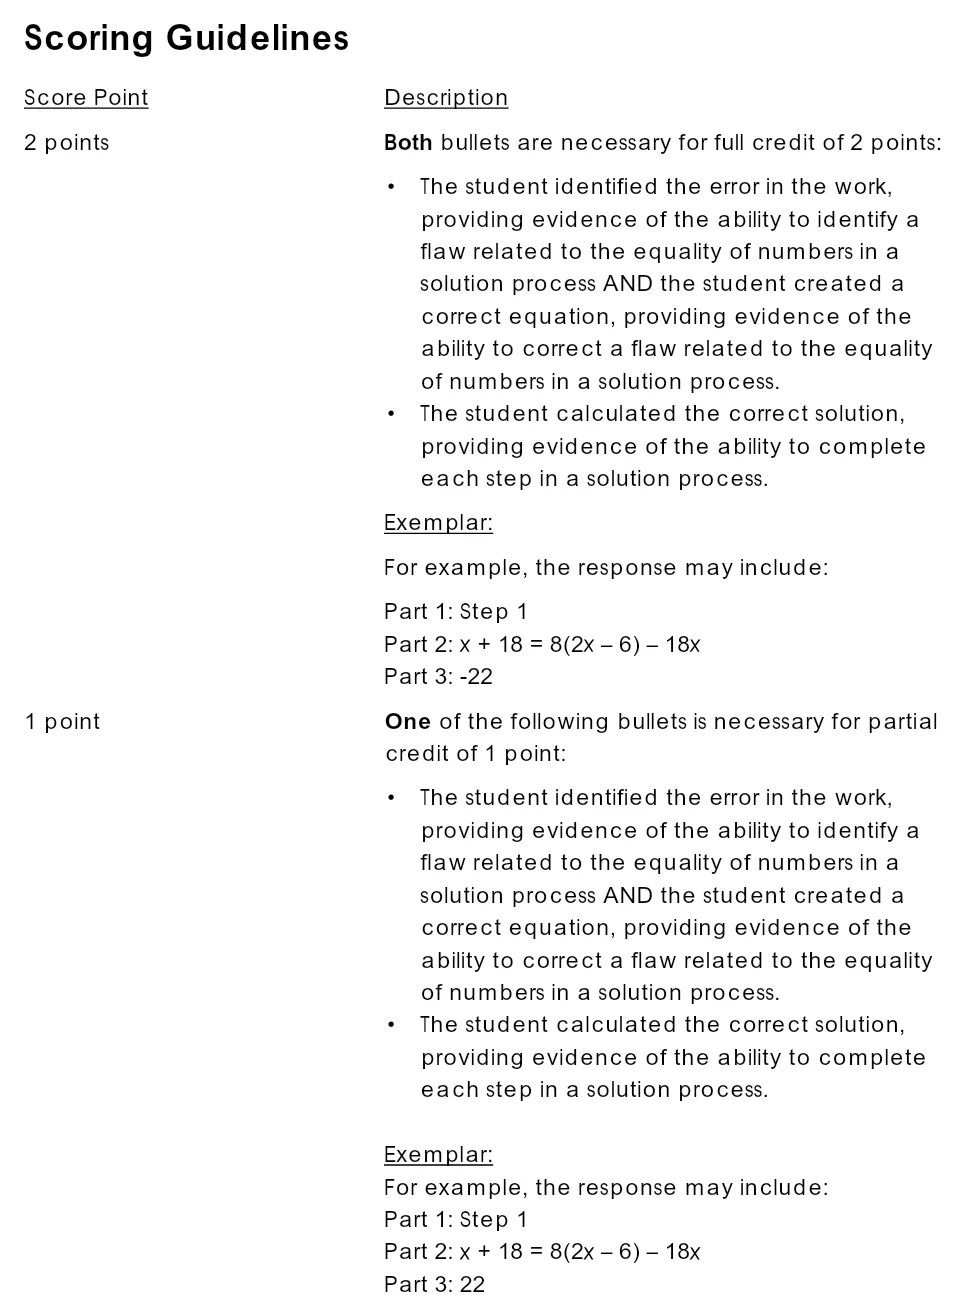 Scoring Guidelines
Score Point Description
2 points Both bullets are necessary for full credit of 2 points:
• The student identified the error in the work,
providing evidence of the ability to identify a
flaw related to the equality of numbers in a
solution process AND the student created a
correct equation, providing evidence of the
ability to correct a flaw related to the equality
of numbers in a solution process.
• The student calculated the correct solution,
providing evidence of the ability to complete
each step in a solution process.
Exemplar:
For example, the response may include:
Part 1: Step 1
Part 2: x + 18 = 8(2x – 6) – 18x
Part 3: -22
1 point One of the following bullets is necessary for partial
credit of 1 point:
• The student identified the error in the work,
providing evidence of the ability to identify a
flaw related to the equality of numbers in a
solution process AND the student created a
correct equation, providing evidence of the
ability to correct a flaw related to the equality
of numbers in a solution process.
• The student calculated the correct solution,
providing evidence of the ability to complete
each step in a solution process.
Exemplar:
For example, the response may include:
Part 1: Step 1
Part 2: x + 18 = 8(2x – 6) – 18x
Part 3: 22